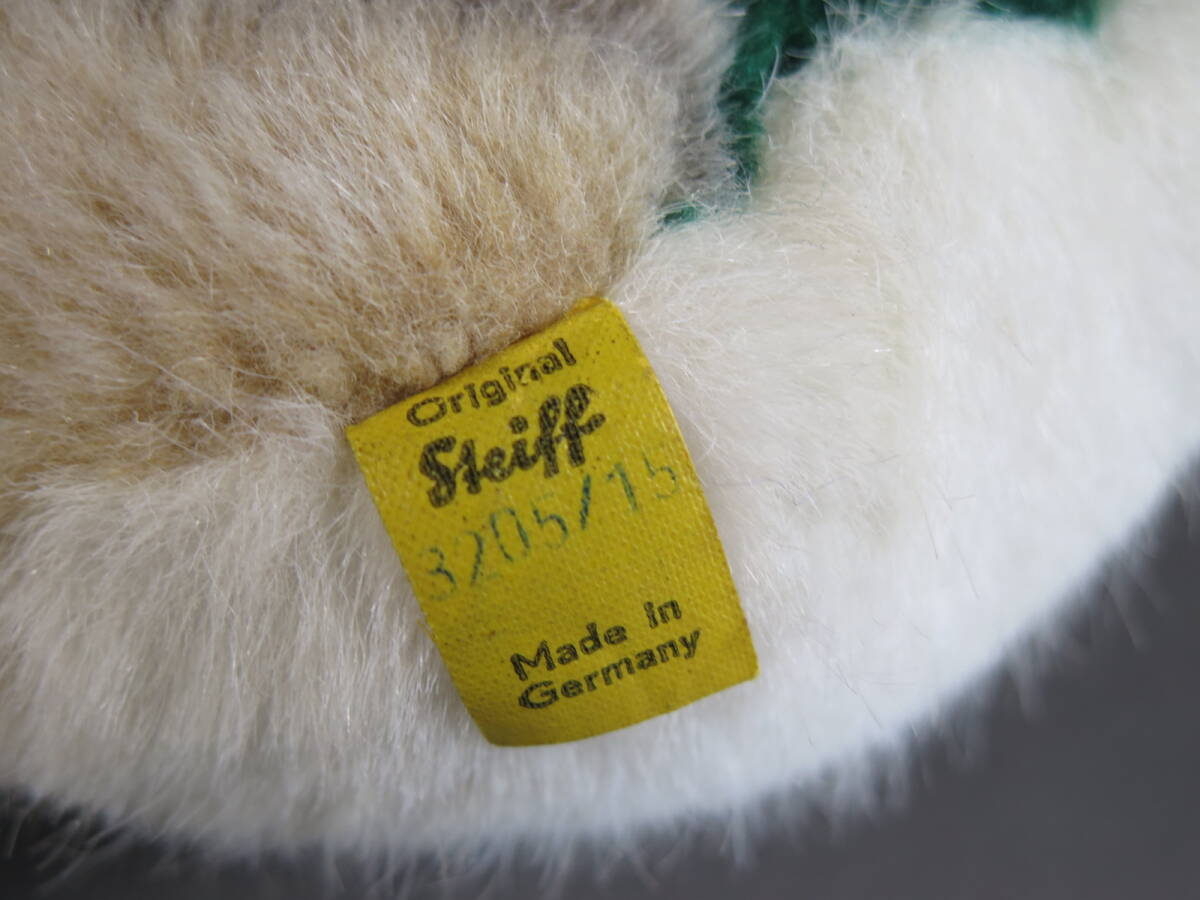 Original
Steiff
3205/15
Made in
Germany